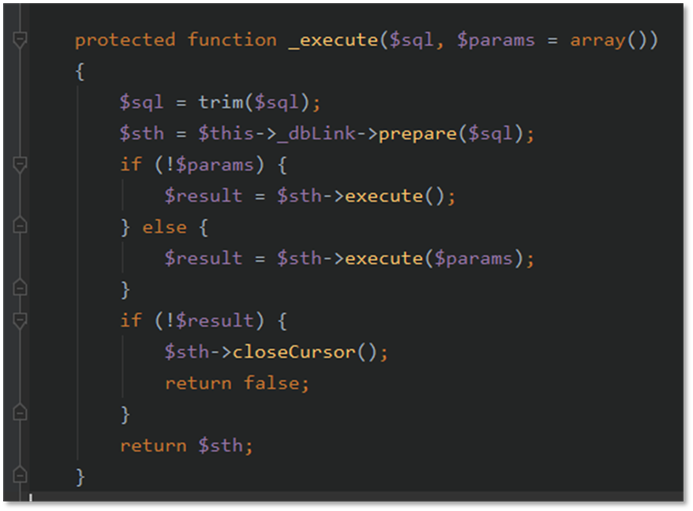 protected function _execute($sql, $params = array())
{
$sql = trim($sql);
$sth = $this->_dbLink->prepare($sql);
if (!$params) {
$result = $sth->execute();
} else {
$result = $sth->execute($params);
}
if (!$result) {
$sth->closeCursor();
return false;
}
return $sth;
}